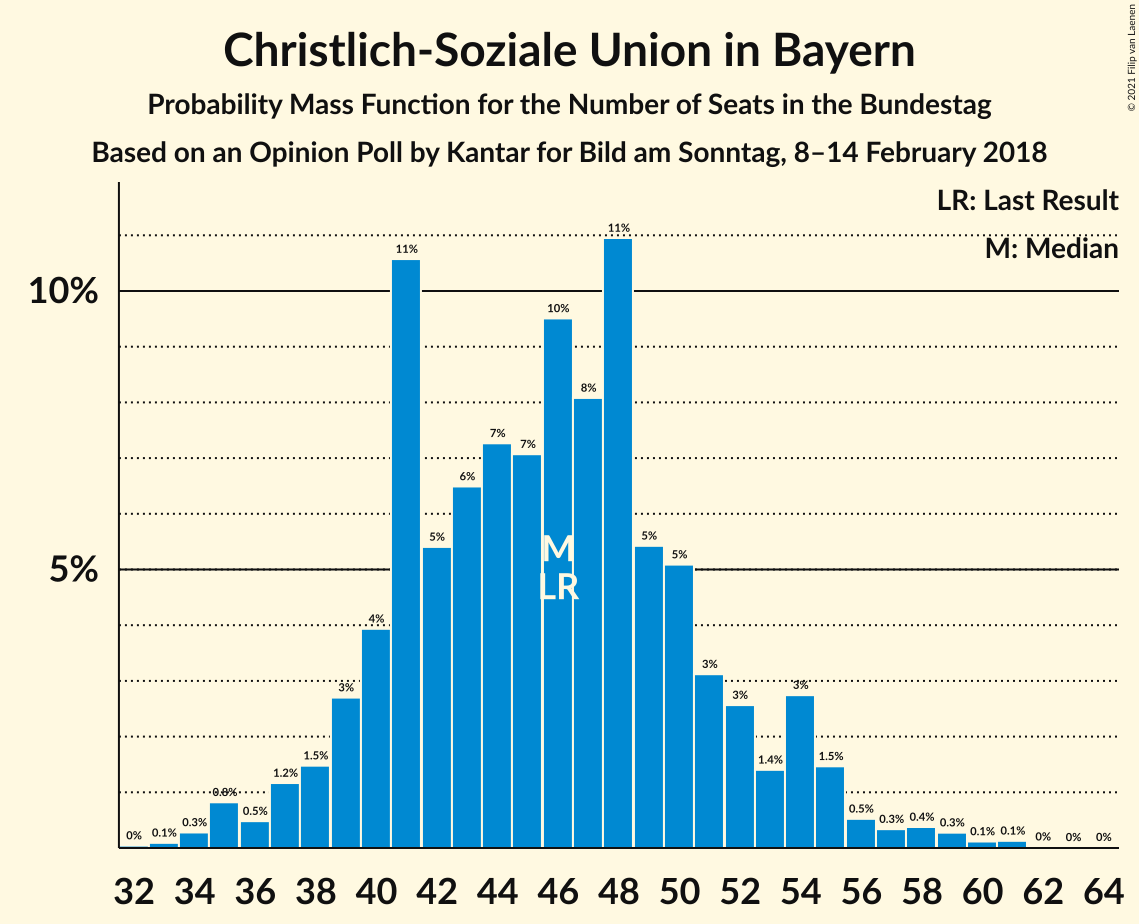 Christlich-Soziale Union in Bayern
Probability Mass Function for the Number of Seats in the Bundestag
Based on an Opinion Poll by Kantar for Bild am Sonntag, 8–14 February 2018
© 2021 Filip van Laenen
LR: Last Result
M: Median
10%
5%
0% 0.1% 0.3% 0.8% 0.5% 1.2% 1.5% 3% 4% 11% 5% 6% 7% 7% 10% 8% 11% 5% 5% 3% 3% 1.4% 3% 1.5% 0.5% 0.3% 0.4% 0.3% 0.1% 0.1% 0% 0% 0%
M
LR
32 34 36 38 40 42 44 46 48 50 52 54 56 58 60 62 64